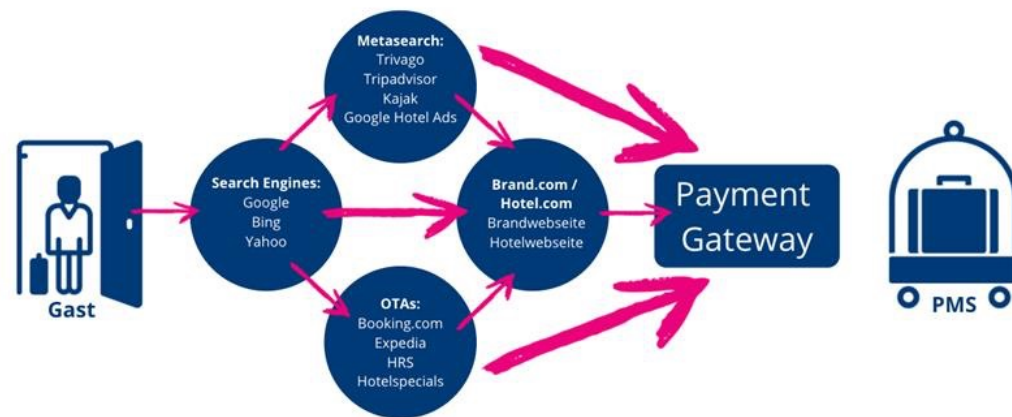 Metasearch:
Trivago
Tripadvisor
Kajak
Google Hotel Ads
Search Engines:
Google
Bing
Yahoo
Brand.com /
Hotel.com
Brandwebseite
Hotelwebseite
OTAs:
Booking.com
Expedia
HRS
Hotelspecials
Payment
Gateway
Gast
PMS